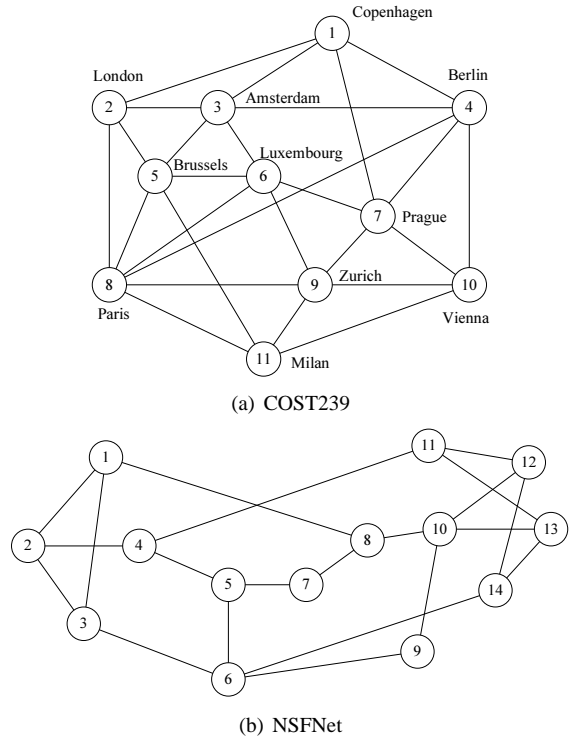 Copenhagen
1
London
Berlin
2
3
Amsterdam
4
Luxembourg
Brussels
5
6
7
Prague
8
9
Zurich
10
Paris
Vienna
11
Milan
(a) COST239
1
11
12
2
4
8
10
13
5
7
14
3
9
6
(b) NSFNet